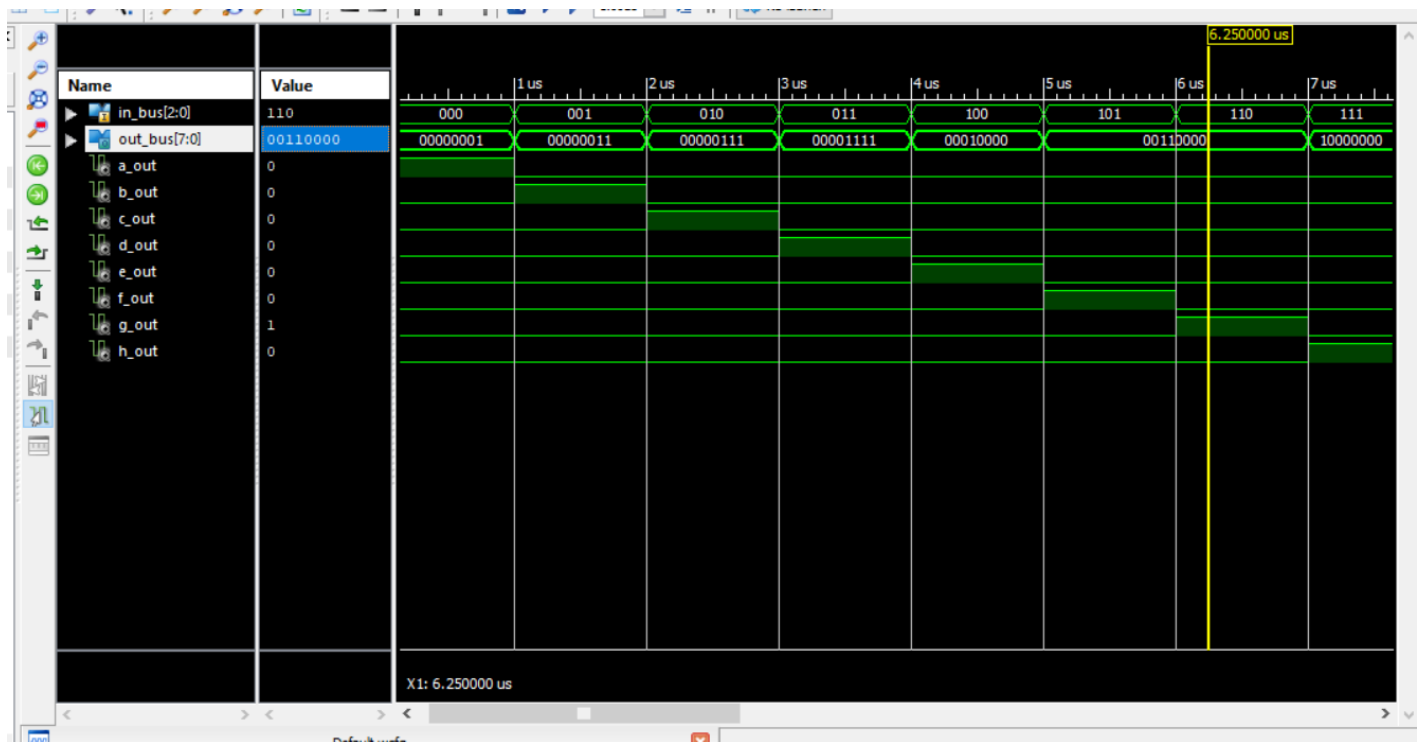 6.250000 us
Name Value
1 us 2 us 3 us 4 us 5 us 6 us 7 us
in_bus[2:0] 110 000 001 010 011 100 101 110 111
out_bus[7:0] 00110000 00000001 00000011 00000111 00001111 00010000 00110000 10000000
a_out 0
b_out 0
c_out 0
d_out 0
e_out 0
f_out 0
g_out 1
h_out 0
X1: 6.250000 us